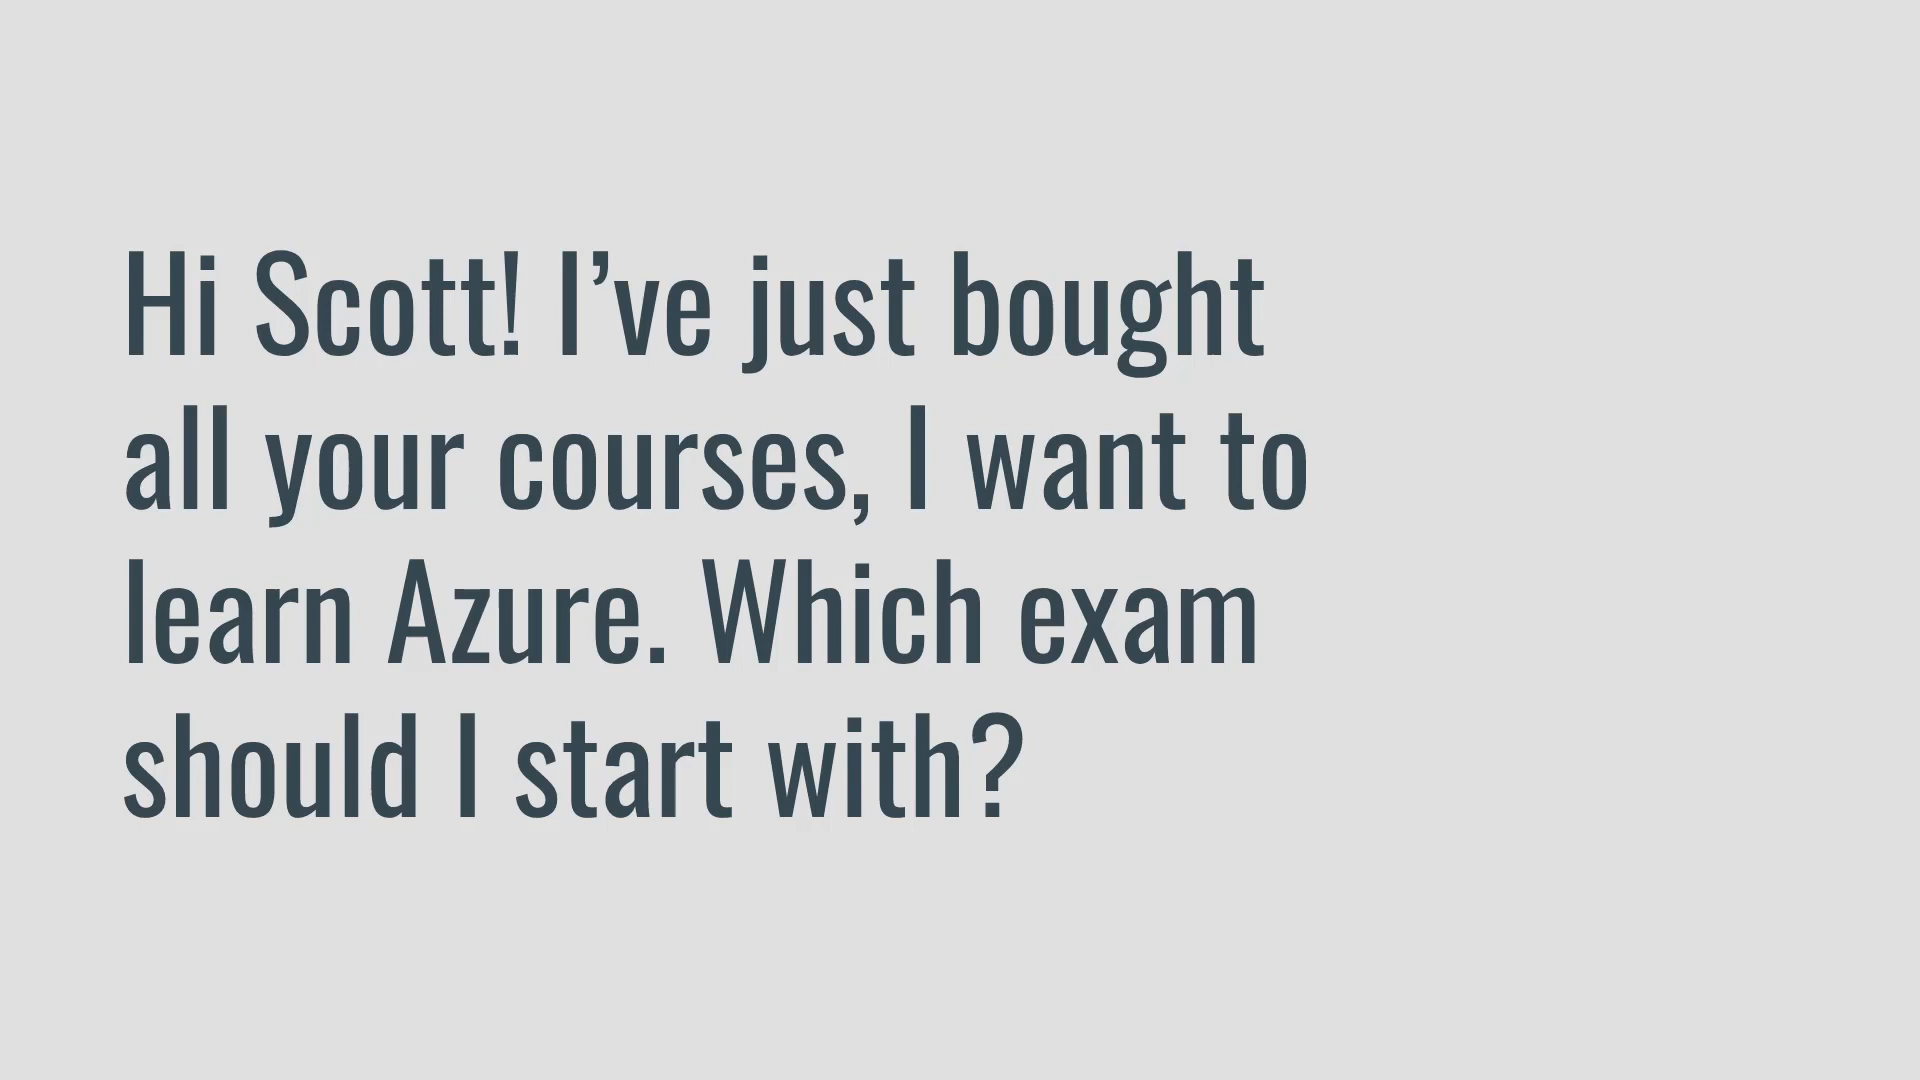 Hi Scott! I’ve just bought
all your courses, I want to
learn Azure. Which exam
should I start with?